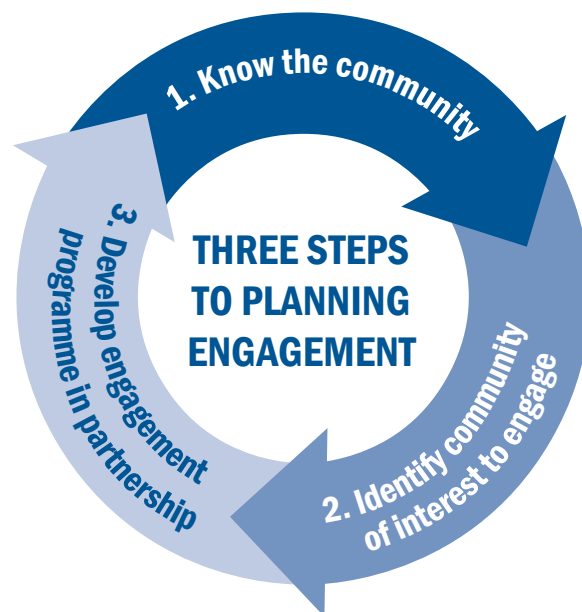 THREE STEPS
TO PLANNING
ENGAGEMENT
1. Know the community
2. Identify community
of interest to engage
3. Develop engagement
programme in partnership